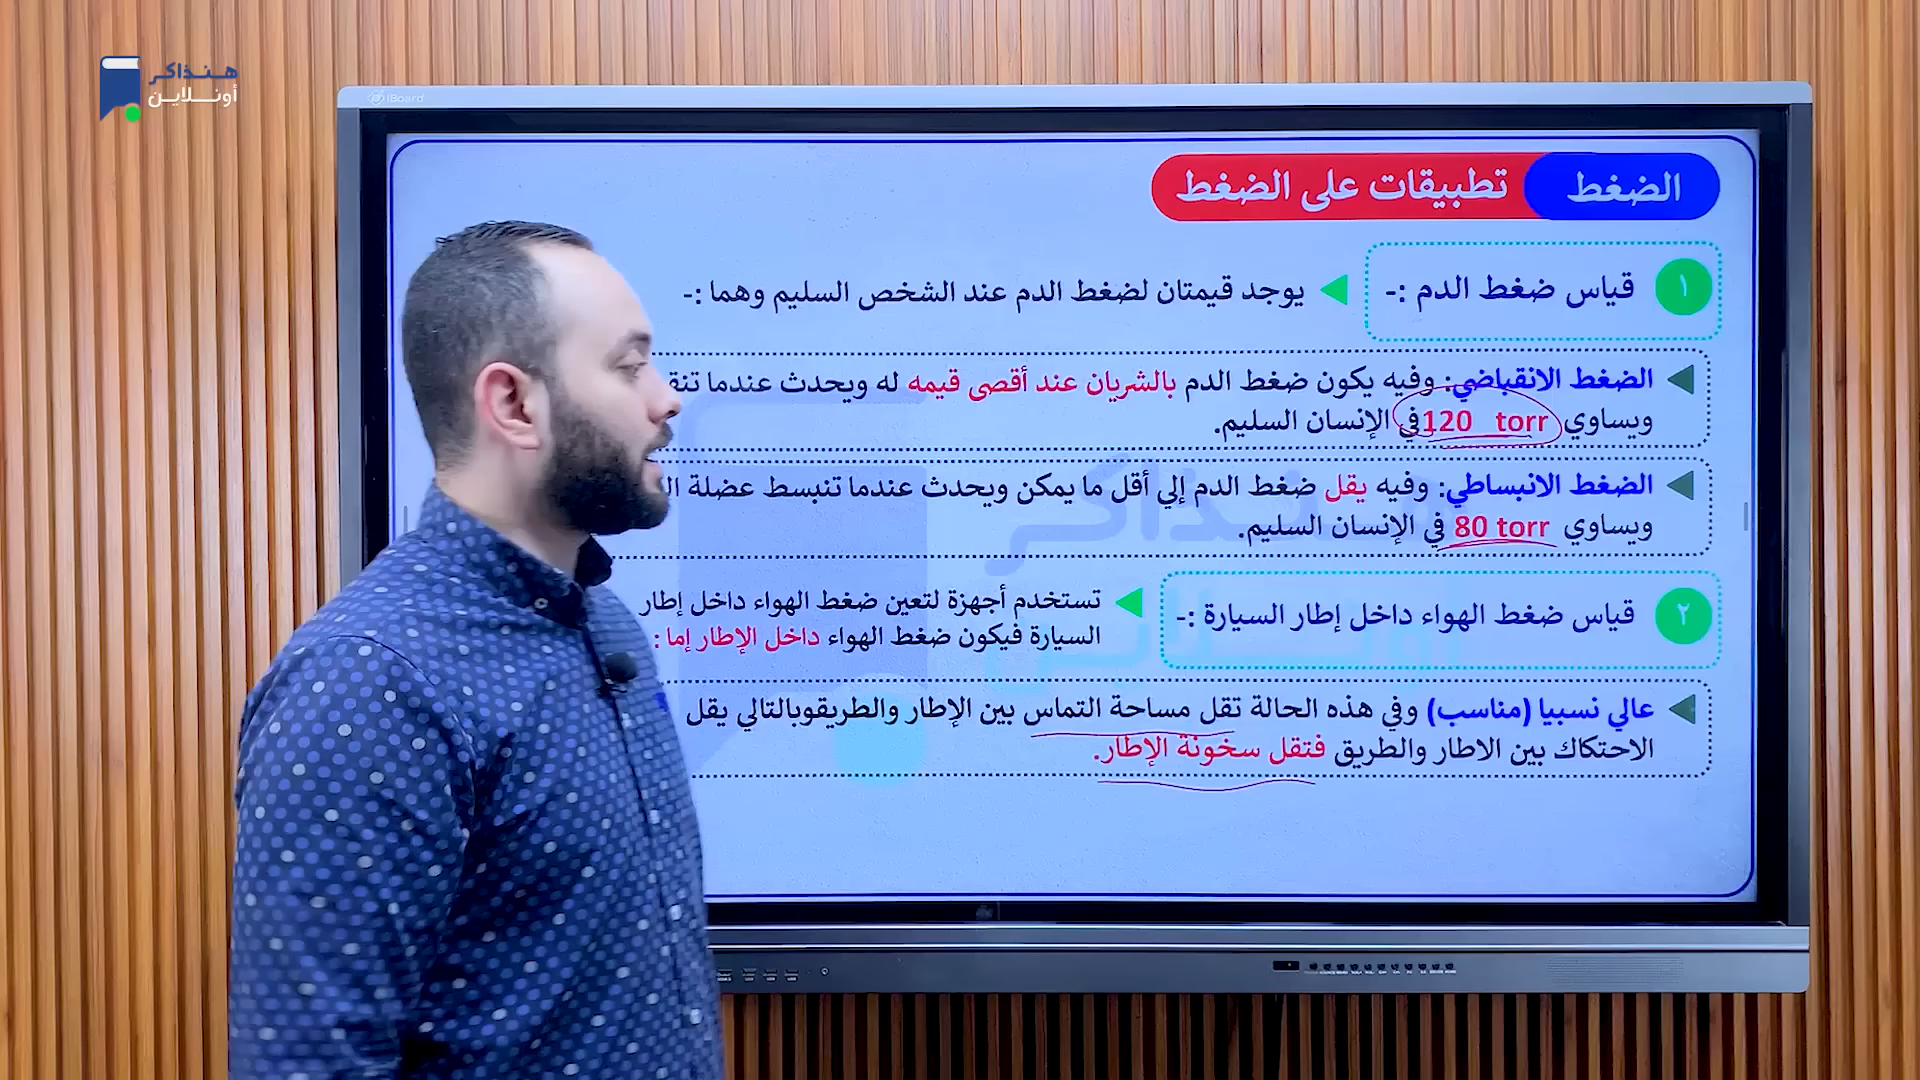 هنذاكر
أونلاين
iBoard
الضغط
تطبيقات على الضغط
١
قياس ضغط الدم :-
يوجد قيمتان لضغط الدم عند الشخص السليم وهما :-
الضغط الانقباضي: وفيه يكون ضغط الدم بالشريان عند أقصى قيمه له ويحدث عندما
ويساوي 120 torr في الإنسان السليم.
الضغط الانبساطي: وفيه يقل ضغط الدم إلي أقل ما يمكن ويحدث عندما تنبسط عضلة
ويساوي 80 torr في الإنسان السليم.
٢
قياس ضغط الهواء داخل إطار السيارة :-
تستخدم أجهزة لتعين ضغط الهواء داخل إطار
السيارة فيكون ضغط الهواء داخل الإطار إما :
عالي نسبيا (مناسب) وفي هذه الحالة تقل مساحة التماس بين الإطار والطريقوبالتالي يقل
الاحتكاك بين الاطار والطريق فتقل سخونة الإطار.